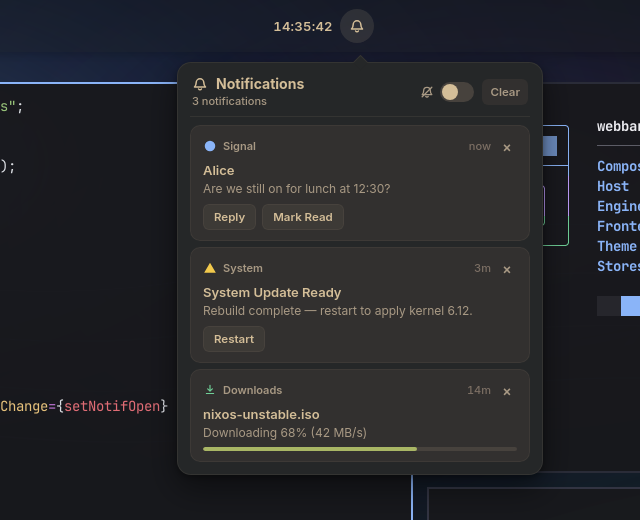 14:35:42
Notifications
3 notifications
Clear
Signal now ×
Alice
Are we still on for lunch at 12:30?
Reply Mark Read
System 3m ×
System Update Ready
Rebuild complete — restart to apply kernel 6.12.
Restart
Downloads 14m ×
nixos-unstable.iso
Downloading 68% (42 MB/s)
s";
);
Change={setNotifOpen}
webbar
Compos
Host
Engine
Fronte
Theme
Stores